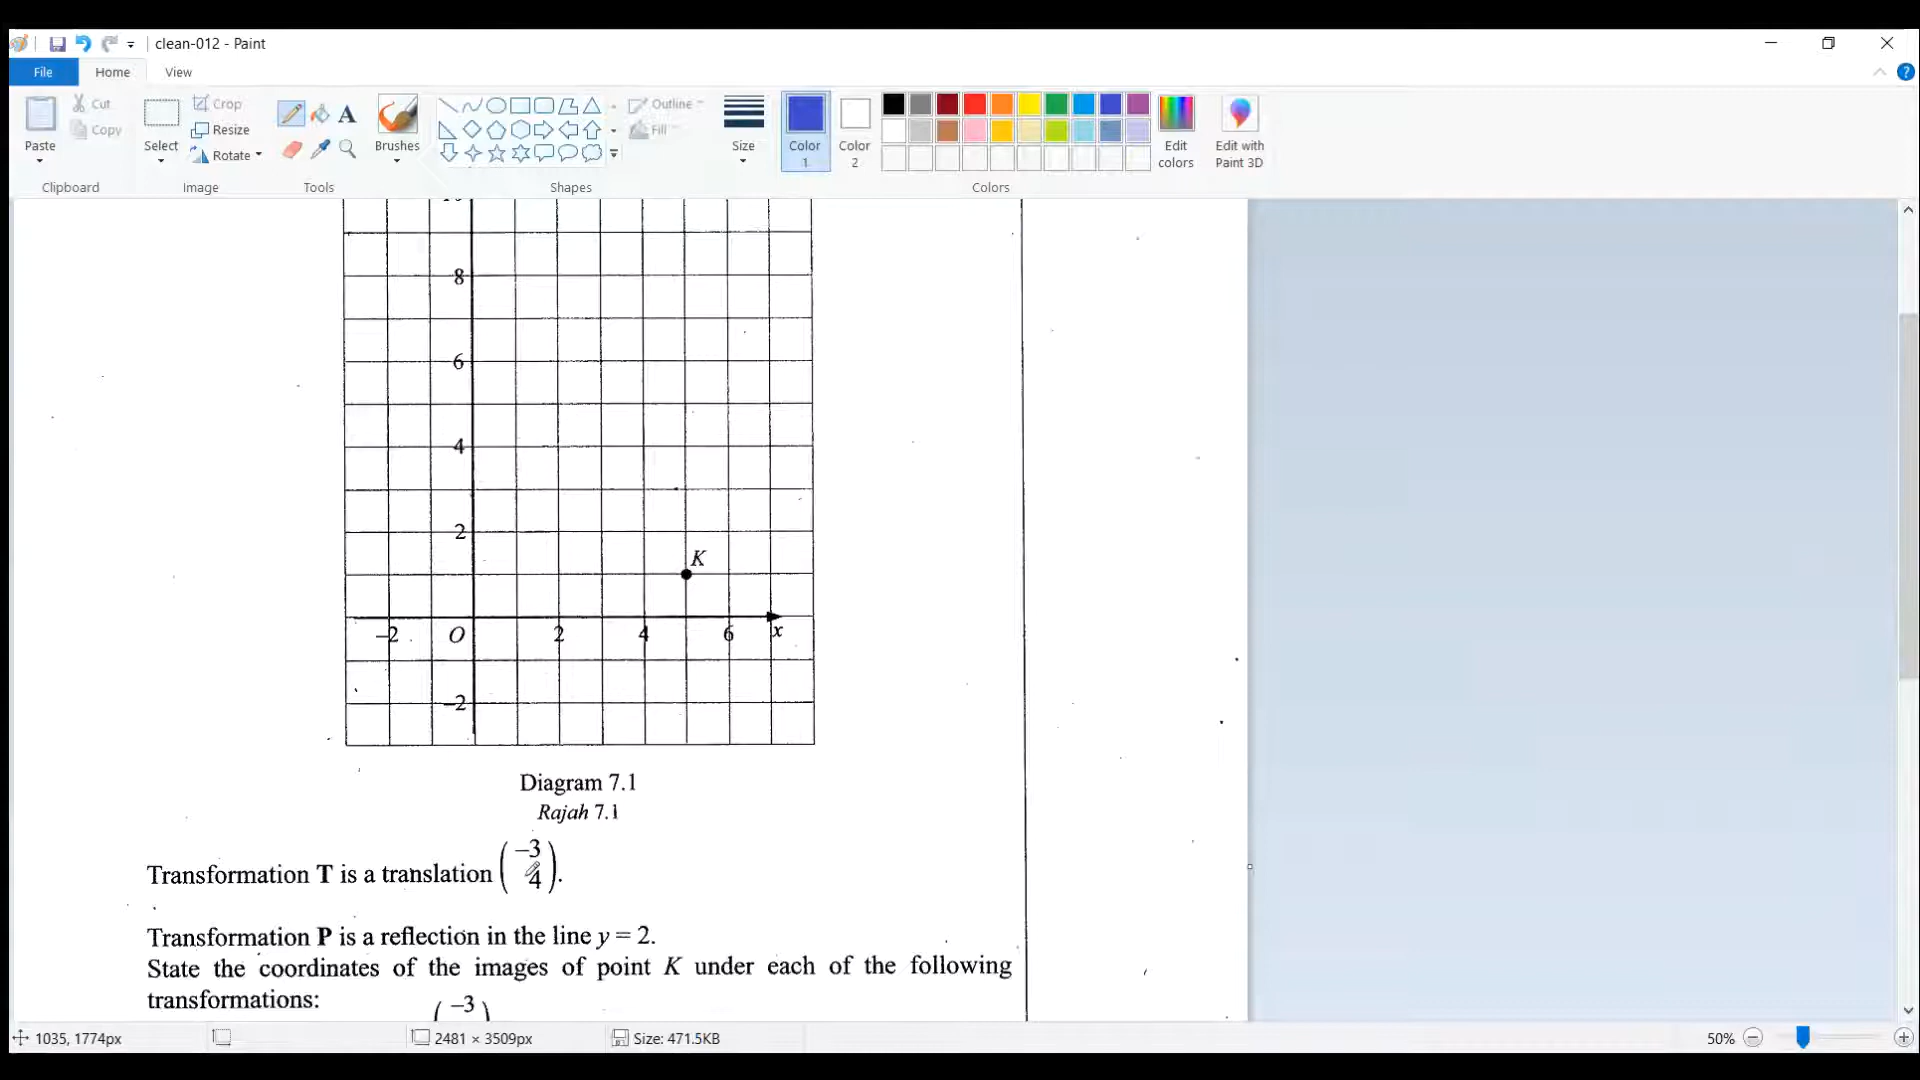 clean-012 - Paint
File Home View
Paste
Cut
Copy
Clipboard
Select
Crop
Resize
Rotate
Image
A
Tools
Brushes
Outline
Fill
Shapes
Size
Color 1
Color 2
Edit colors
Edit with Paint 3D
Colors
8
6
4
2
K
-2 O 2 4 6 x
-2
Diagram 7.1
Rajah 7.1
Transformation T is a translation (-3 4).
Transformation P is a reflection in the line y = 2.
State the coordinates of the images of point K under each of the following
transformations:
(-3
1035, 1774px
2481 × 3509px
Size: 471.5KB
50%